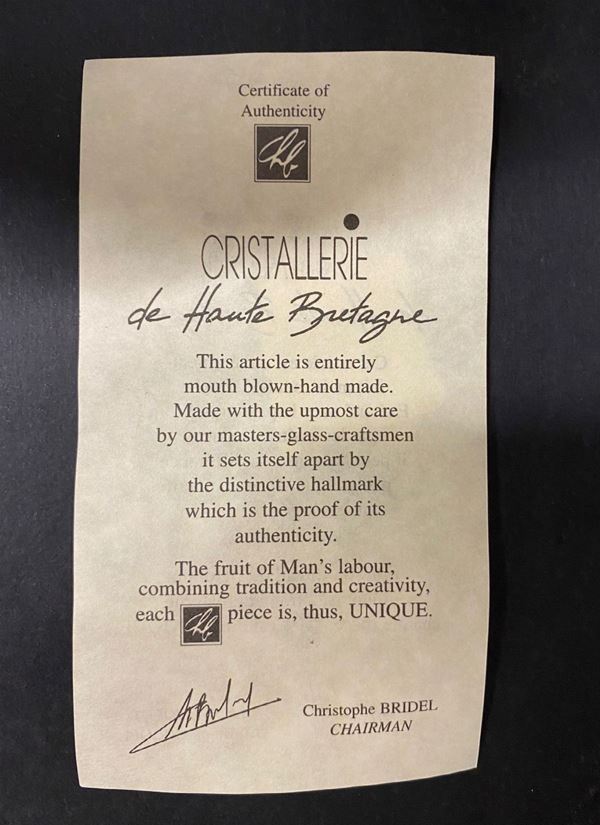 Certificate of
Authenticity
chb
CRISTALLERIE
de Haute Bretagne
This article is entirely
mouth blown-hand made.
Made with the upmost care
by our masters-glass-craftsmen
it sets itself apart by
the distinctive hallmark
which is the proof of its
authenticity.
The fruit of Man's labour,
combining tradition and creativity,
each chb piece is, thus, UNIQUE.
Christophe BRIDEL
CHAIRMAN